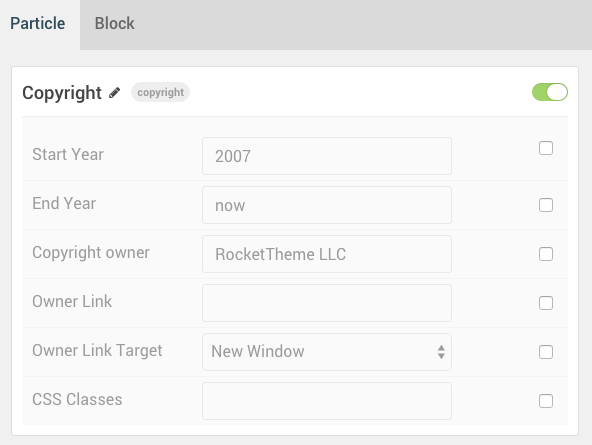 Particle Block
Copyright copyright
Start Year 2007
End Year now
Copyright owner RocketTheme LLC
Owner Link
Owner Link Target New Window
CSS Classes